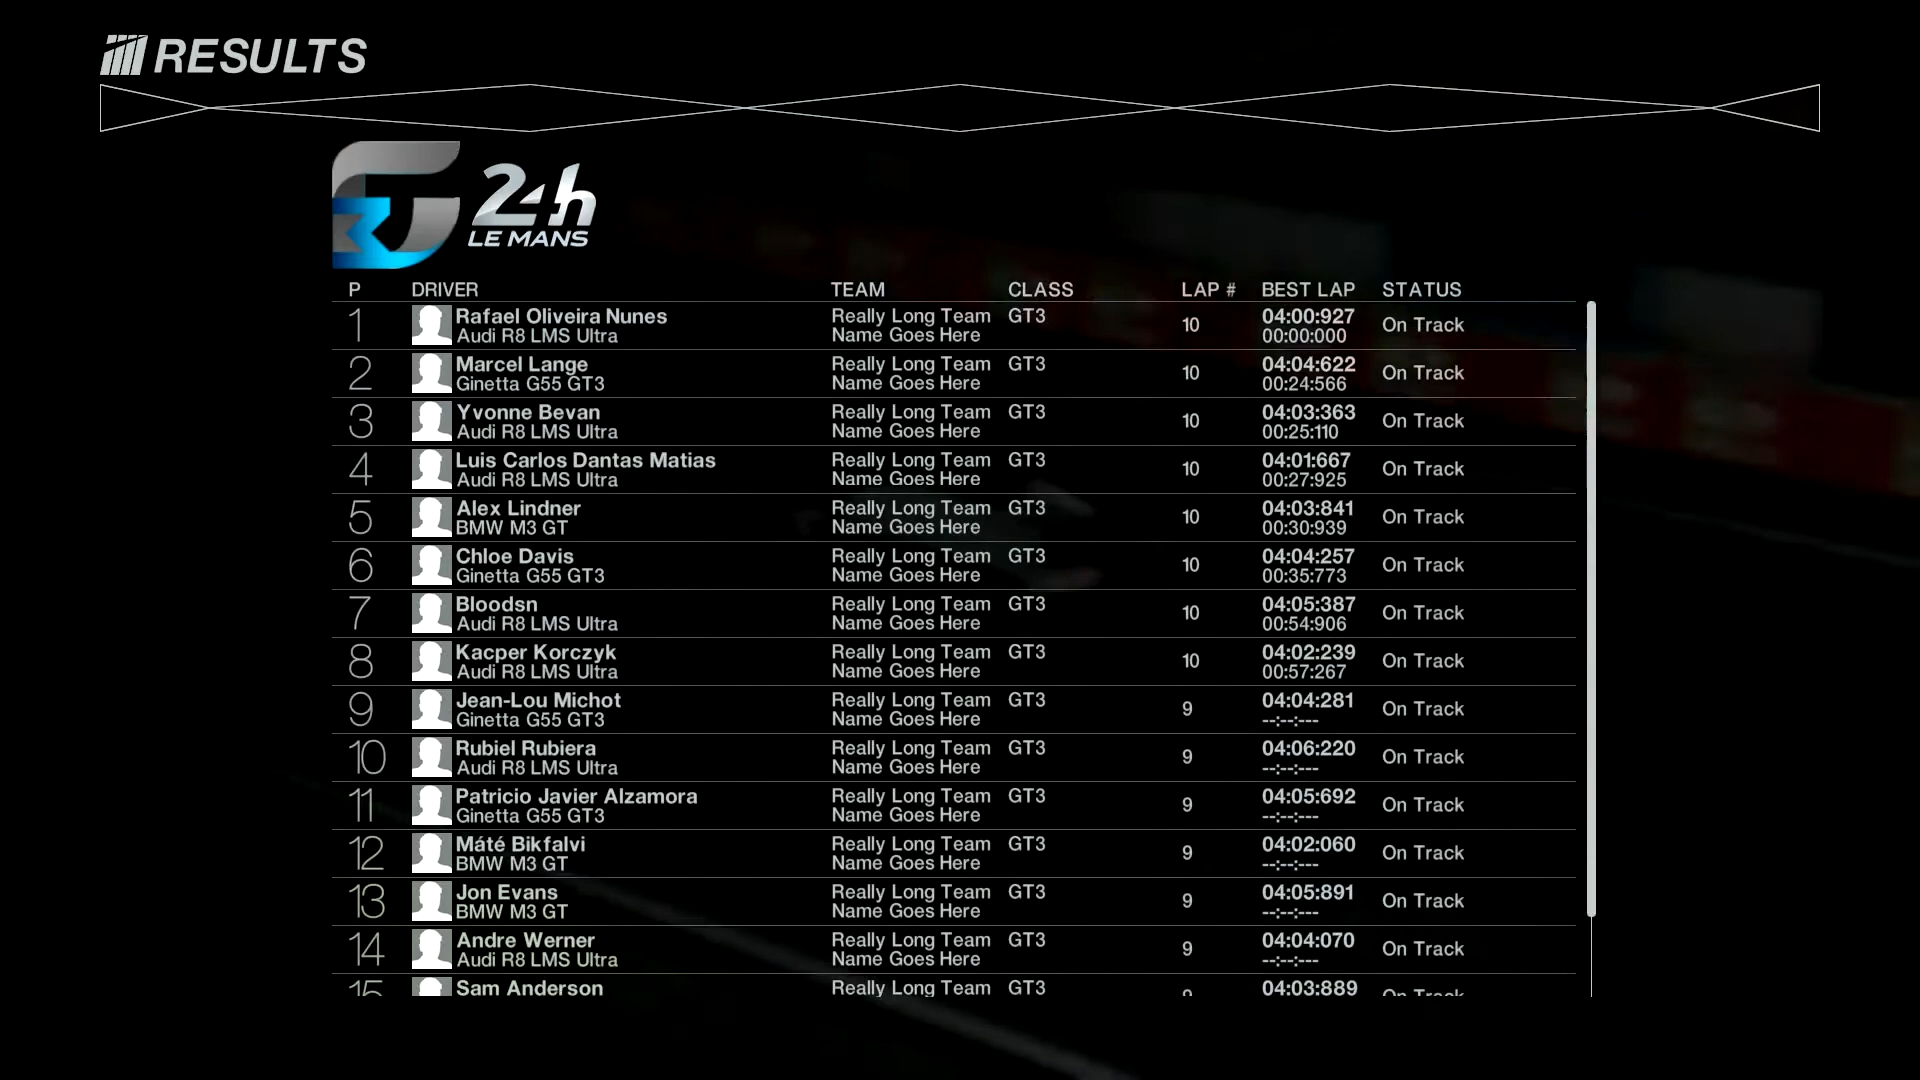 RESULTS
24h
LE MANS
P DRIVER TEAM CLASS LAP # BEST LAP STATUS
1 Rafael Oliveira Nunes Really Long Team GT3 10 04:00:927 On Track
Audi R8 LMS Ultra Name Goes Here 00:00:000
2 Marcel Lange Really Long Team GT3 10 04:04:622 On Track
Ginetta G55 GT3 Name Goes Here 00:24:566
3 Yvonne Bevan Really Long Team GT3 10 04:03:363 On Track
Audi R8 LMS Ultra Name Goes Here 00:25:110
4 Luis Carlos Dantas Matias Really Long Team GT3 10 04:01:667 On Track
Audi R8 LMS Ultra Name Goes Here 00:27:925
5 Alex Lindner Really Long Team GT3 10 04:03:841 On Track
BMW M3 GT Name Goes Here 00:30:939
6 Chloe Davis Really Long Team GT3 10 04:04:257 On Track
Ginetta G55 GT3 Name Goes Here 00:35:773
7 Bloodsn Really Long Team GT3 10 04:05:387 On Track
Audi R8 LMS Ultra Name Goes Here 00:54:906
8 Kacper Korczyk Really Long Team GT3 10 04:02:239 On Track
Audi R8 LMS Ultra Name Goes Here 00:57:267
9 Jean-Lou Michot Really Long Team GT3 9 04:04:281 On Track
Ginetta G55 GT3 Name Goes Here --:--:---
10 Rubiel Rubiera Really Long Team GT3 9 04:06:220 On Track
Audi R8 LMS Ultra Name Goes Here --:--:---
11 Patricio Javier Alzamora Really Long Team GT3 9 04:05:692 On Track
Ginetta G55 GT3 Name Goes Here --:--:---
12 Máté Bikfalvi Really Long Team GT3 9 04:02:060 On Track
BMW M3 GT Name Goes Here --:--:---
13 Jon Evans Really Long Team GT3 9 04:05:891 On Track
BMW M3 GT Name Goes Here --:--:---
14 Andre Werner Really Long Team GT3 9 04:04:070 On Track
Audi R8 LMS Ultra Name Goes Here --:--:---
15 Sam Anderson Really Long Team GT3 9 04:03:889 On Track